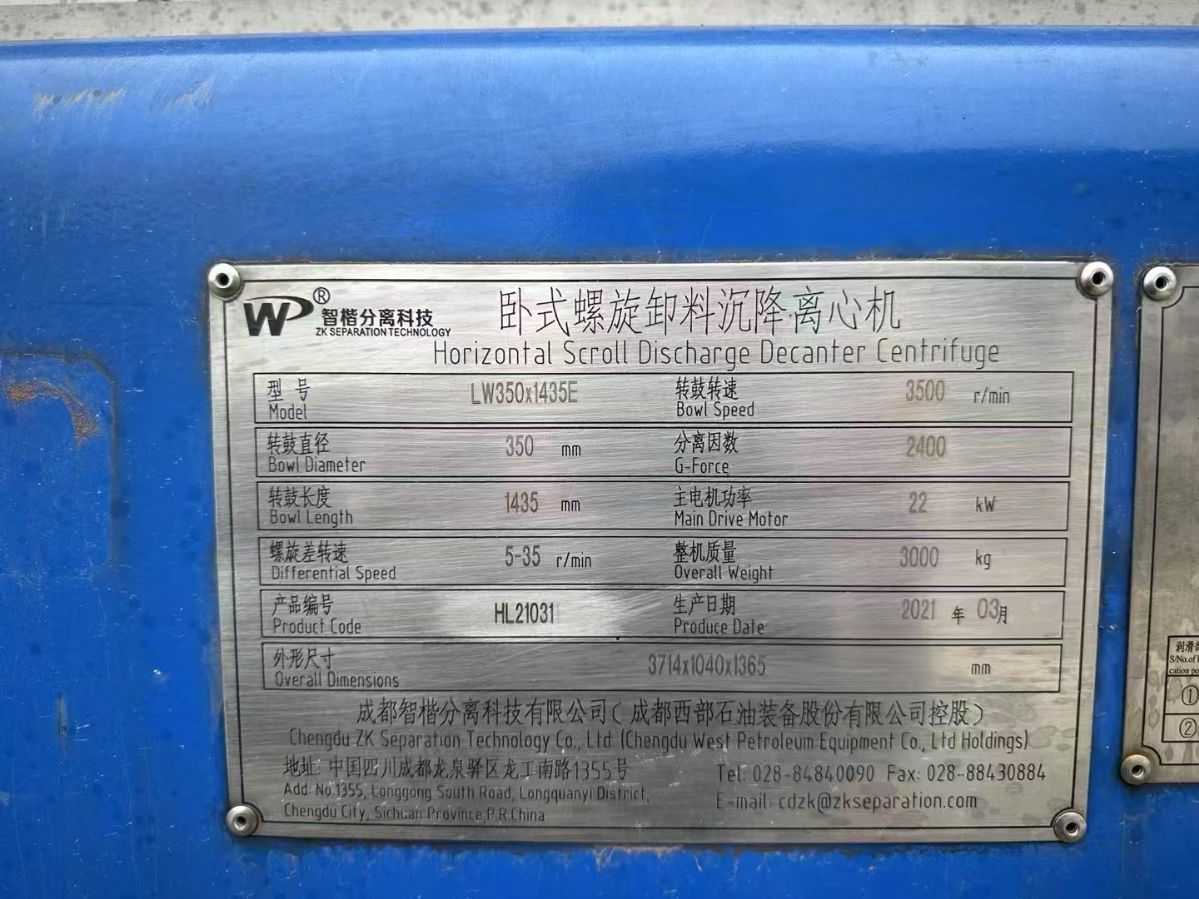 WP® 智楷分离科技
ZK SEPARATION TECHNOLOGY
卧式螺旋卸料沉降离心机
Horizontal Scroll Discharge Decanter Centrifuge
型号 LW350x1435E 转鼓转速 3500 r/min
Model Bowl Speed
转鼓直径 350 mm 分离因数 2400
Bowl Diameter G-Force
转鼓长度 1435 mm 主电机功率 22 kW
Bowl Length Main Drive Motor
螺旋差转速 5-35 r/min 整机质量 3000 kg
Differential Speed Overall Weight
产品编号 HL21031 生产日期 2021 年 03月
Product Code Produce Date
外形尺寸 3714x1040x1365 mm
Overall Dimensions
成都智楷分离科技有限公司(成都西部石油装备股份有限公司控股)
Chengdu ZK Separation Technology Co., Ltd (Chengdu West Petroleum Equipment Co., Ltd Holdings)
地址: 中国四川成都龙泉驿区龙工南路1355号
Add: No.1355, Longgong South Road, Longquanyi District,
Chengdu City, Sichuan Province,P.R.China
Tel: 028-84840090 Fax: 028-88430884
E-mail: cdzk@zkseparation.com
润滑
S/No.of
cation po
①
②